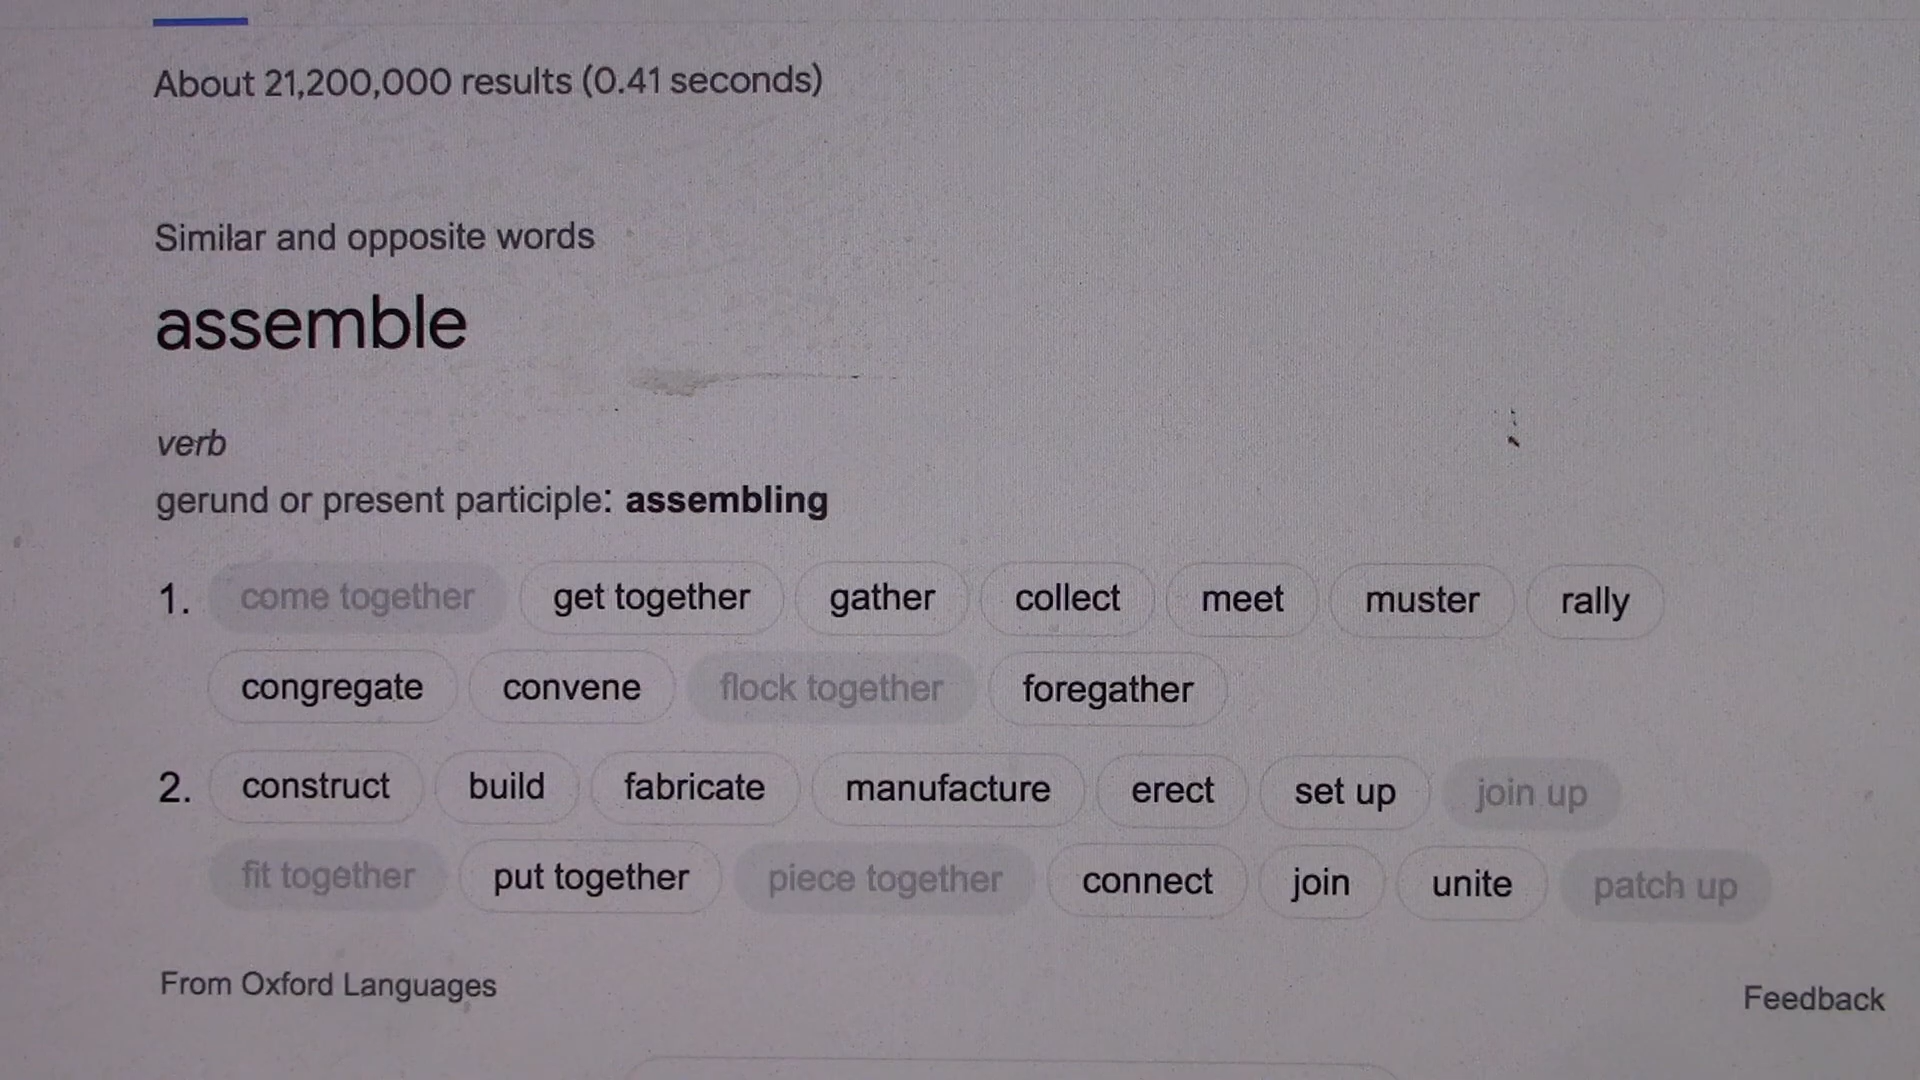 About 21,200,000 results (0.41 seconds)
Similar and opposite words
assemble
verb
gerund or present participle: assembling
1. come together get together gather collect meet muster rally
congregate convene flock together foregather
2. construct build fabricate manufacture erect set up join up
fit together put together piece together connect join unite patch up
From Oxford Languages Feedback